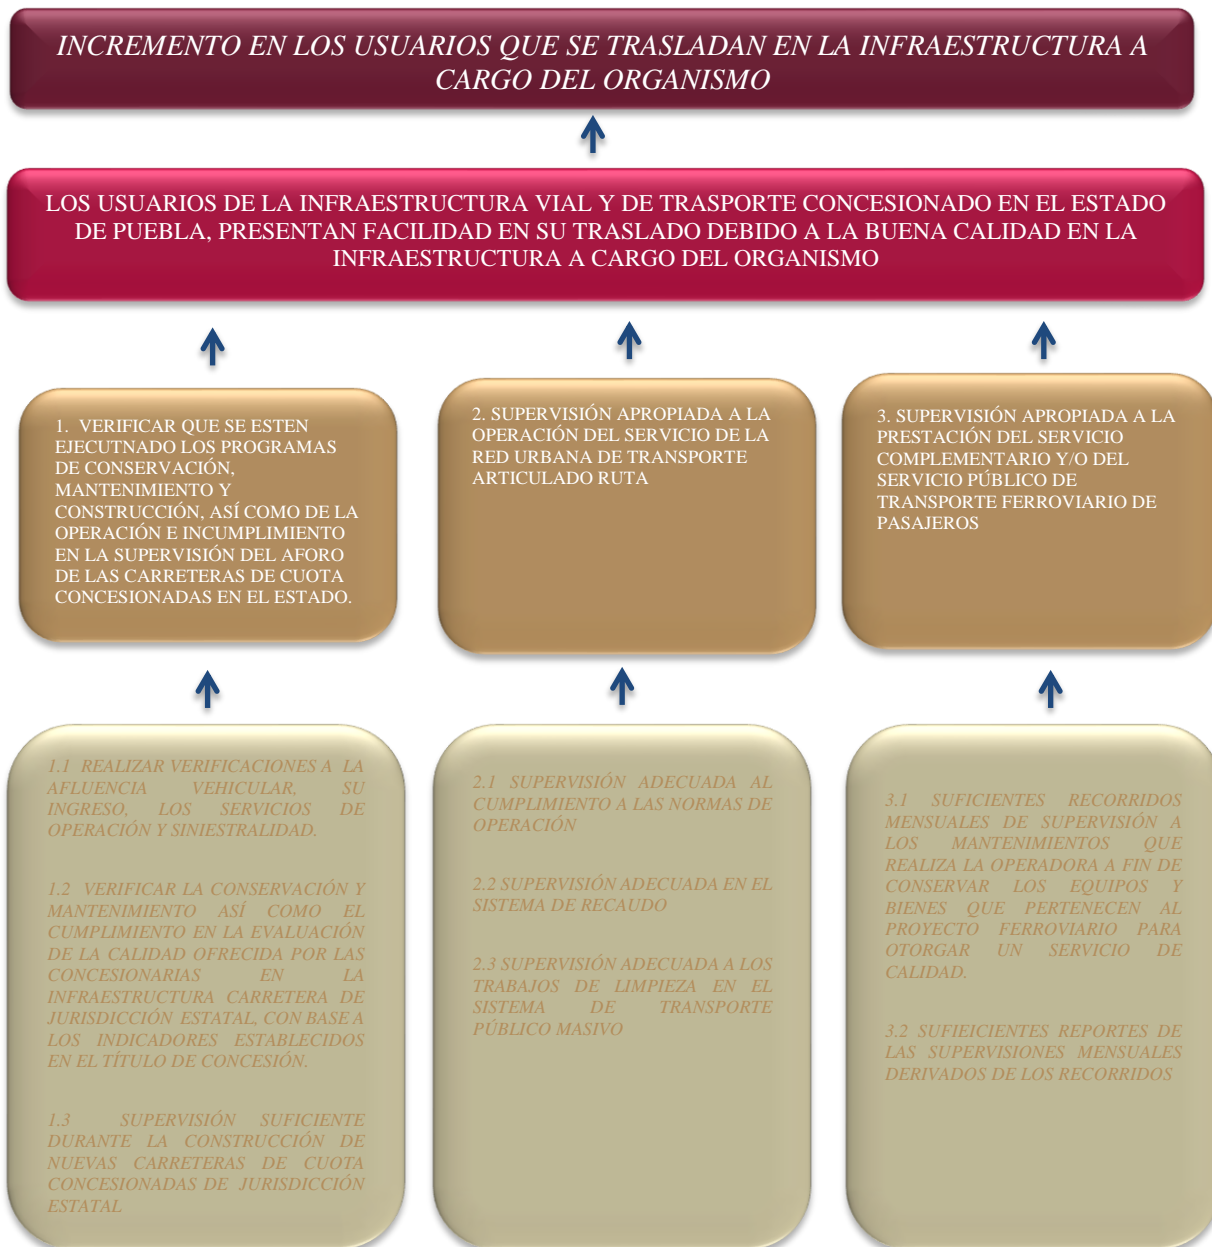 INCREMENTO EN LOS USUARIOS QUE SE TRASLADAN EN LA INFRAESTRUCTURA A
CARGO DEL ORGANISMO
LOS USUARIOS DE LA INFRAESTRUCTURA VIAL Y DE TRASPORTE CONCESIONADO EN EL ESTADO
DE PUEBLA, PRESENTAN FACILIDAD EN SU TRASLADO DEBIDO A LA BUENA CALIDAD EN LA
INFRAESTRUCTURA A CARGO DEL ORGANISMO
1. VERIFICAR QUE SE ESTEN
EJECUTNADO LOS PROGRAMAS
DE CONSERVACIÓN,
MANTENIMIENTO Y
CONSTRUCCIÓN, ASÍ COMO DE LA
OPERACIÓN E INCUMPLIMIENTO
EN LA SUPERVISIÓN DEL AFORO
DE LAS CARRETERAS DE CUOTA
CONCESIONADAS EN EL ESTADO.
2. SUPERVISIÓN APROPIADA A LA
OPERACIÓN DEL SERVICIO DE LA
RED URBANA DE TRANSPORTE
ARTICULADO RUTA
3. SUPERVISIÓN APROPIADA A LA
PRESTACIÓN DEL SERVICIO
COMPLEMENTARIO Y/O DEL
SERVICIO PÚBLICO DE
TRANSPORTE FERROVIARIO DE
PASAJEROS
1.1 REALIZAR VERIFICACIONES A LA
AFLUENCIA VEHICULAR, SU
INGRESO, LOS SERVICIOS DE
OPERACIÓN Y SINIESTRALIDAD.
1.2 VERIFICAR LA CONSERVACIÓN Y
MANTENIMIENTO ASÍ COMO EL
CUMPLIMIENTO EN LA EVALUACIÓN
DE LA CALIDAD OFRECIDA POR LAS
CONCESIONARIAS EN LA
INFRAESTRUCTURA CARRETERA DE
JURISDICCIÓN ESTATAL, CON BASE A
LOS INDICADORES ESTABLECIDOS
EN EL TÍTULO DE CONCESIÓN.
1.3 SUPERVISIÓN SUFICIENTE
DURANTE LA CONSTRUCCIÓN DE
NUEVAS CARRETERAS DE CUOTA
CONCESIONADAS DE JURISDICCIÓN
ESTATAL
2.1 SUPERVISIÓN ADECUADA AL
CUMPLIMIENTO A LAS NORMAS DE
OPERACIÓN
2.2 SUPERVISIÓN ADECUADA EN EL
SISTEMA DE RECAUDO
2.3 SUPERVISIÓN ADECUADA A LOS
TRABAJOS DE LIMPIEZA EN EL
SISTEMA DE TRANSPORTE
PÚBLICO MASIVO
3.1 SUFICIENTES RECORRIDOS
MENSUALES DE SUPERVISIÓN A
LOS MANTENIMIENTOS QUE
REALIZA LA OPERADORA A FIN DE
CONSERVAR LOS EQUIPOS Y
BIENES QUE PERTENECEN AL
PROYECTO FERROVIARIO PARA
OTORGAR UN SERVICIO DE
CALIDAD.
3.2 SUFIEICIENTES REPORTES DE
LAS SUPERVISIONES MENSUALES
DERIVADOS DE LOS RECORRIDOS